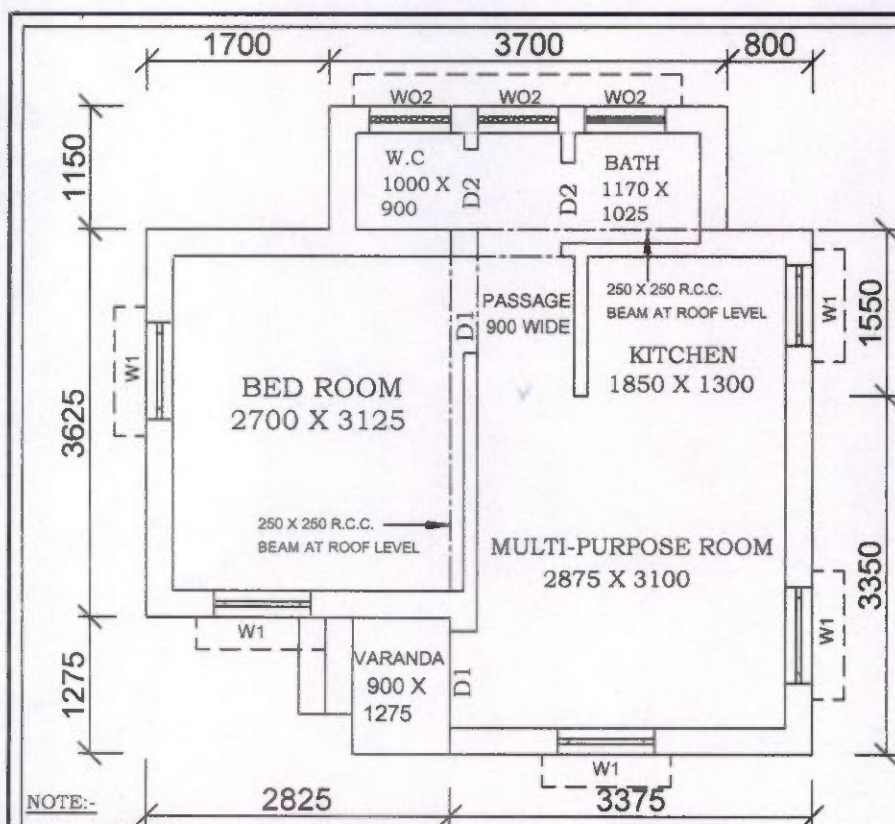 1700
3700
800
WO2
WO2
WO2
1150
W.C
1000 X
900
D2
D2
BATH
1170 X
1025
PASSAGE
900 WIDE
D1
250 X 250 R.C.C.
BEAM AT ROOF LEVEL
W1
1550
KITCHEN
1850 X 1300
W1
BED ROOM
2700 X 3125
3625
250 X 250 R.C.C.
BEAM AT ROOF LEVEL
MULTI-PURPOSE ROOM
2875 X 3100
3350
W1
W1
VARANDA
900 X
1275
D1
1275
W1
NOTE:-
2825
3375